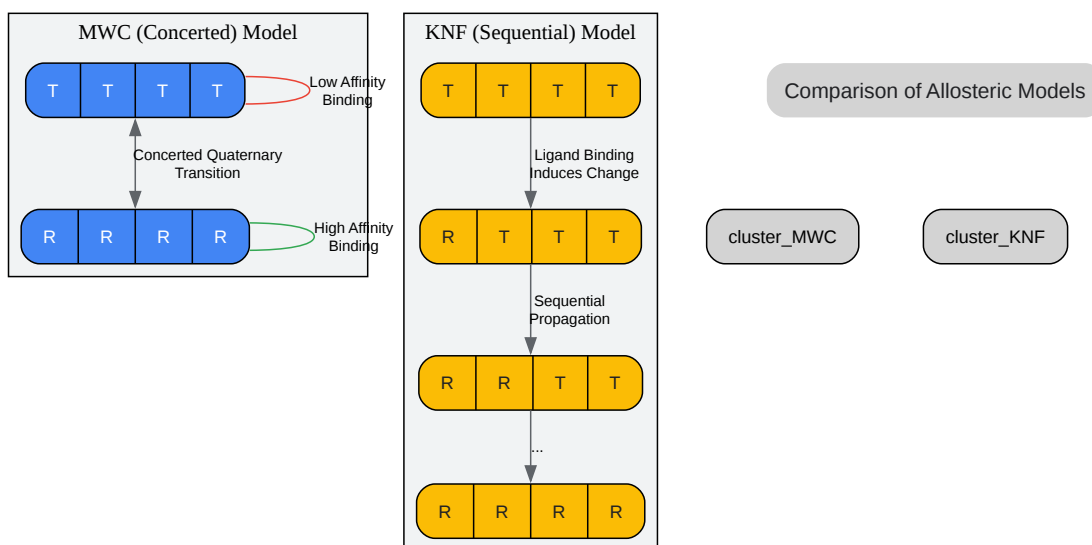 MWC (Concerted) Model
T T T T
Low Affinity
Binding
Concerted Quaternary
Transition
R R R R
High Affinity
Binding
KNF (Sequential) Model
T T T T
Ligand Binding
Induces Change
R T T T
Sequential
Propagation
R R T T
...
R R R R
Comparison of Allosteric Models
cluster_MWC
cluster_KNF